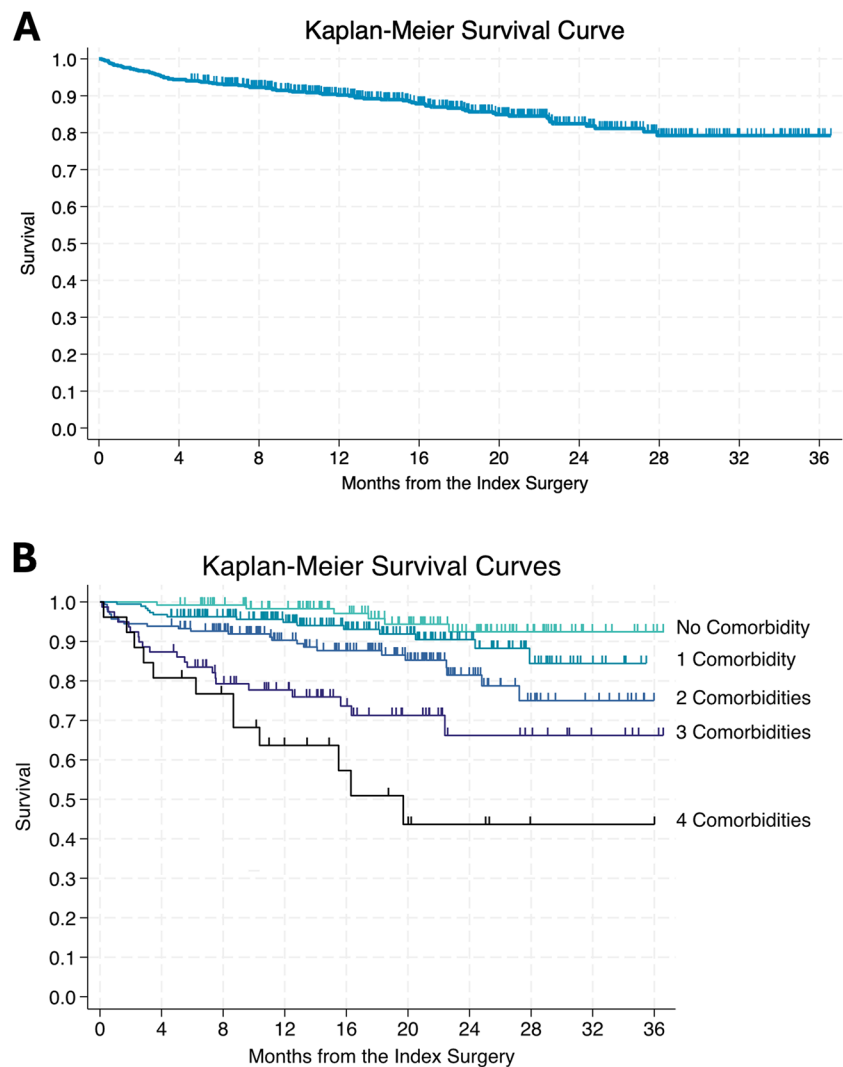 A
Kaplan-Meier Survival Curve
Survival
1.0
0.9
0.8
0.7
0.6
0.5
0.4
0.3
0.2
0.1
0.0
0 4 8 12 16 20 24 28 32 36
Months from the Index Surgery
B
Kaplan-Meier Survival Curves
Survival
1.0
0.9
0.8
0.7
0.6
0.5
0.4
0.3
0.2
0.1
0.0
No Comorbidity
1 Comorbidity
2 Comorbidities
3 Comorbidities
4 Comorbidities
0 4 8 12 16 20 24 28 32 36
Months from the Index Surgery